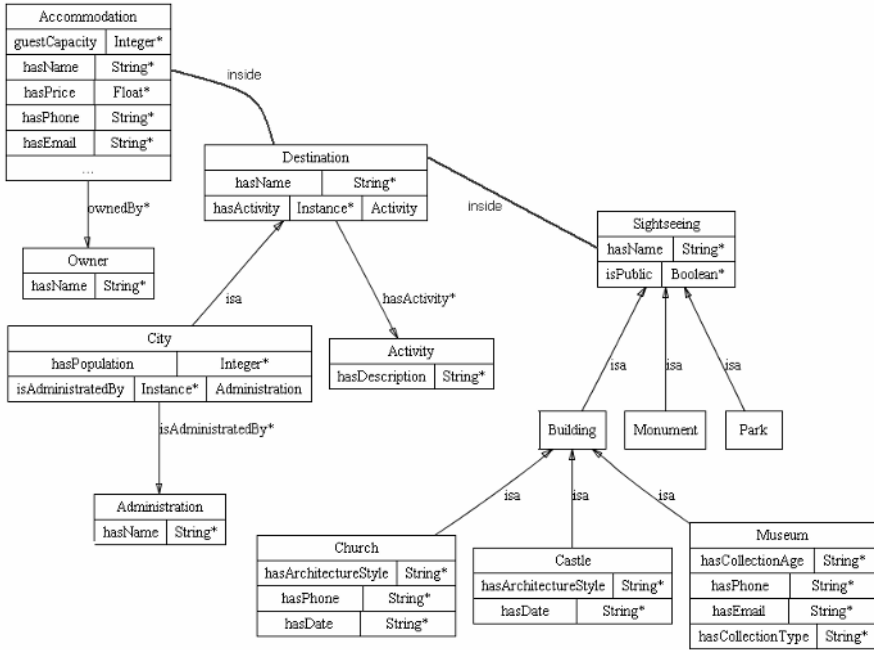 Accommodation
guestCapacity Integer*
hasName String*
hasPrice Float*
hasPhone String*
hasEmail String*
...
inside
ownedBy*
Owner
hasName String*
Destination
hasName String*
hasActivity Instance* Activity
inside
Sightseeing
hasName String*
isPublic Boolean*
isa
hasActivity*
City
hasPopulation Integer*
isAdministratedBy Instance* Administration
Activity
hasDescription String*
isa
isa
isa
isAdministratedBy*
Building
Monument
Park
Administration
hasName String*
isa
isa
isa
Church
hasArchitectureStyle String*
hasPhone String*
hasDate String*
Castle
hasArchitectureStyle String*
hasDate String*
Museum
hasCollectionAge String*
hasPhone String*
hasEmail String*
hasCollectionType String*